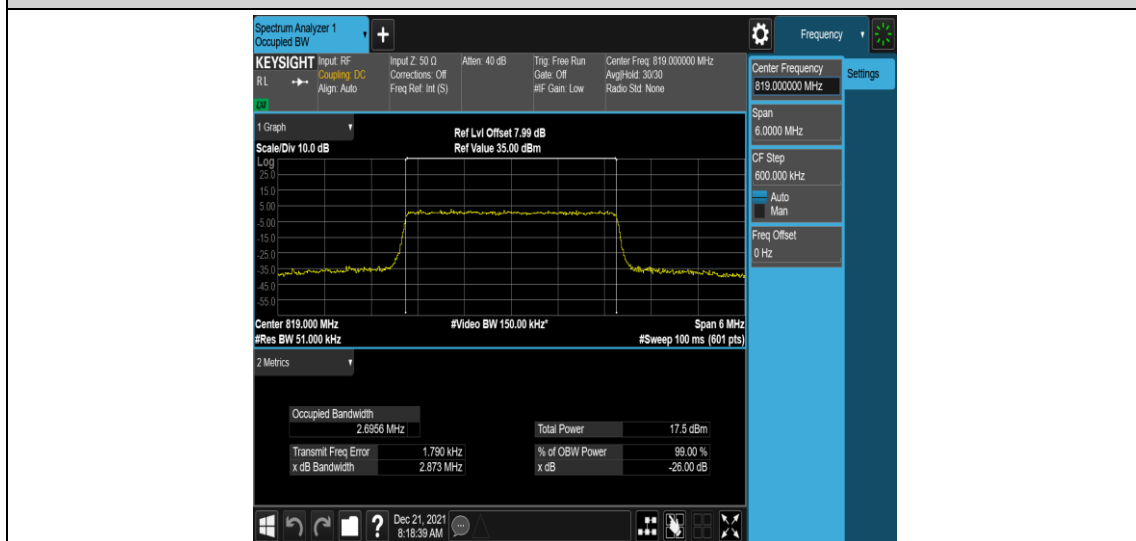 Spectrum Analyzer 1
Occupied BW
+
Frequency
KEYSIGHT
Input: RF
Input Z: 50 Ω
Atten: 40 dB
Trig: Free Run
Center Freq: 819.000000 MHz
RL
Coupling: DC
Corrections: Off
Gate: Off
Avg|Hold: 30/30
Align: Auto
Freq Ref: Int (S)
#IF Gain: Low
Radio Std: None
LXI
Center Frequency
819.000000 MHz
Settings
Span
6.0000 MHz
CF Step
600.000 kHz
Auto
Man
Freq Offset
0 Hz
1 Graph
Ref Lvl Offset 7.99 dB
Scale/Div 10.0 dB
Ref Value 35.00 dBm
Log
25.0
15.0
5.00
-5.00
-15.0
-25.0
-35.0
-45.0
-55.0
Center 819.000 MHz
#Video BW 150.00 kHz*
Span 6 MHz
#Res BW 51.000 kHz
#Sweep 100 ms (601 pts)
2 Metrics
Occupied Bandwidth
2.6956 MHz
Total Power
17.5 dBm
Transmit Freq Error
1.790 kHz
% of OBW Power
99.00 %
x dB Bandwidth
2.873 MHz
x dB
-26.00 dB
?
Dec 21, 2021
8:18:39 AM